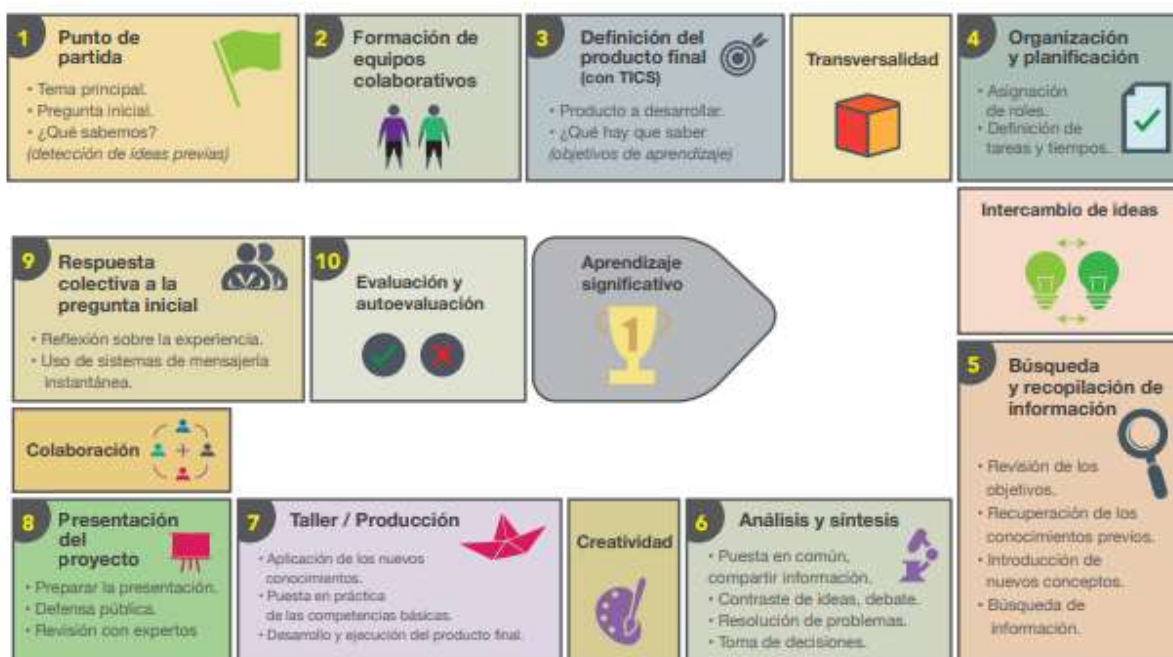 1
Punto de
partida
• Tema principal.
• Pregunta inicial.
• ¿Qué sabemos?
(detección de ideas previas)
2
Formación de
equipos
colaborativos
3
Definición del
producto final
(con TICS)
• Producto a desarrollar.
• ¿Qué hay que saber
(objetivos de aprendizaje)
Transversalidad
4
Organización
y planificación
• Asignación
de roles.
• Definición de
tareas y tiempos.
Intercambio de ideas
5
Búsqueda
y recopilación de
información
• Revisión de los
objetivos.
• Recuperación de los
conocimientos previos.
• Introducción de
nuevos conceptos.
• Búsqueda de
información.
6
Análisis y síntesis
• Puesta en común,
compartir información.
• Contraste de ideas, debate.
• Resolución de problemas.
• Toma de decisiones.
Creatividad
7
Taller / Producción
• Aplicación de los nuevos
conocimientos.
• Puesta en práctica
de las competencias básicas.
• Desarrollo y ejecución del producto final.
8
Presentación
del
proyecto
• Preparar la presentación.
• Defensa pública.
• Revisión con expertos
Colaboración
9
Respuesta
colectiva a la
pregunta inicial
• Reflexión sobre la experiencia.
• Uso de sistemas de mensajería
instantánea.
10
Evaluación y
autoevaluación
Aprendizaje
significativo
1